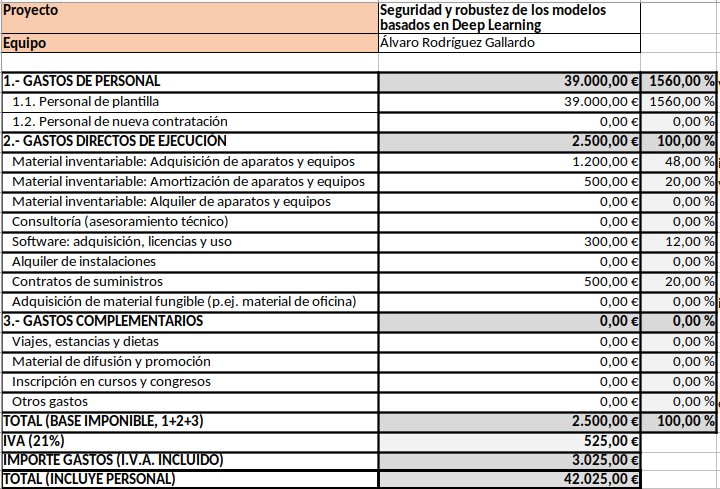 Proyecto Seguridad y robustez de los modelos
basados en Deep Learning
Equipo Álvaro Rodríguez Gallardo
1.- GASTOS DE PERSONAL 39.000,00 € 1560,00 %
1.1. Personal de plantilla 39.000,00 € 1560,00 %
1.2. Personal de nueva contratación 0,00 € 0,00 %
2.- GASTOS DIRECTOS DE EJECUCIÓN 2.500,00 € 100,00 %
Material inventariable: Adquisición de aparatos y equipos 1.200,00 € 48,00 %
Material inventariable: Amortización de aparatos y equipos 500,00 € 20,00 %
Material inventariable: Alquiler de aparatos y equipos 0,00 € 0,00 %
Consultoría (asesoramiento técnico) 0,00 € 0,00 %
Software: adquisición, licencias y uso 300,00 € 12,00 %
Alquiler de instalaciones 0,00 € 0,00 %
Contratos de suministros 500,00 € 20,00 %
Adquisición de material fungible (p.ej. material de oficina) 0,00 € 0,00 %
3.- GASTOS COMPLEMENTARIOS 0,00 € 0,00 %
Viajes, estancias y dietas 0,00 € 0,00 %
Material de difusión y promoción 0,00 € 0,00 %
Inscripción en cursos y congresos 0,00 € 0,00 %
Otros gastos 0,00 € 0,00 %
TOTAL (BASE IMPONIBLE, 1+2+3) 2.500,00 € 100,00 %
IVA (21%) 525,00 €
IMPORTE GASTOS (I.V.A. INCLUIDO) 3.025,00 €
TOTAL (INCLUYE PERSONAL) 42.025,00 €